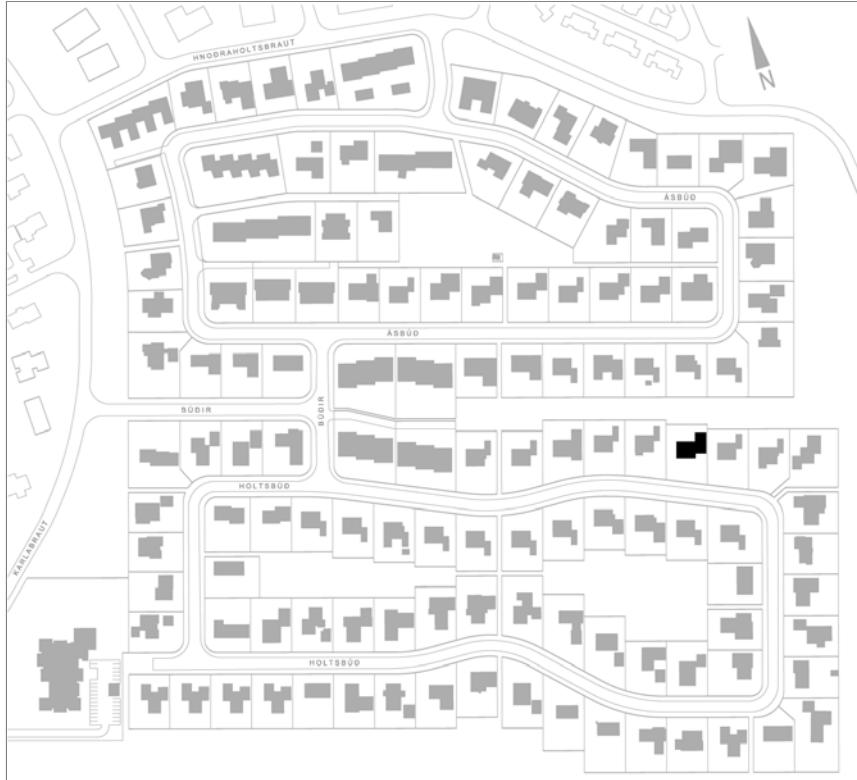 HNOÐRAHOLTSBRAUT
N
ÁSBÚÐ
ÁSBÚÐ
BÚÐIR
BÚÐIR
HOLTSBÚÐ
KARLABRAUT
HOLTSBÚÐ